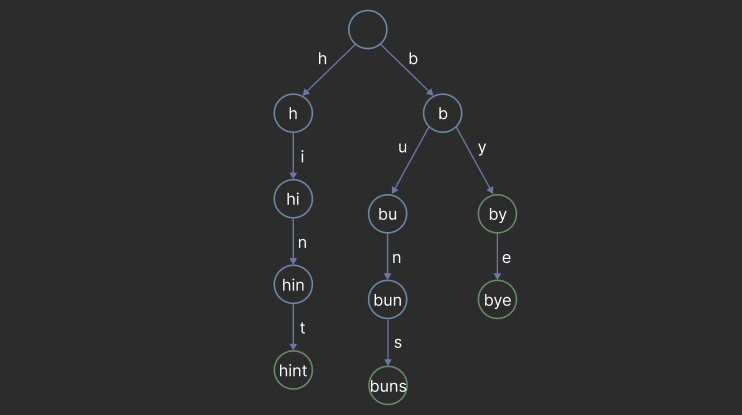 h b
h b
u y
i
hi bu by
n n e
hin bun bye
t s
hint buns